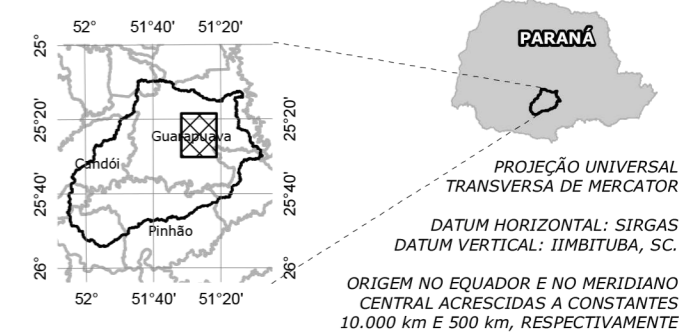 52° 51°40' 51°20'
25°
25°20'
25°40'
26°
25°20'
25°40'
26°
Guarapuava
Candói
Pinhão
52° 51°40' 51°20'
PARANÁ
PROJEÇÃO UNIVERSAL
TRANSVERSA DE MERCATOR
DATUM HORIZONTAL: SIRGAS
DATUM VERTICAL: IIMBITUBA, SC.
ORIGEM NO EQUADOR E NO MERIDIANO
CENTRAL ACRESCIDAS A CONSTANTES
10.000 km E 500 km, RESPECTIVAMENTE